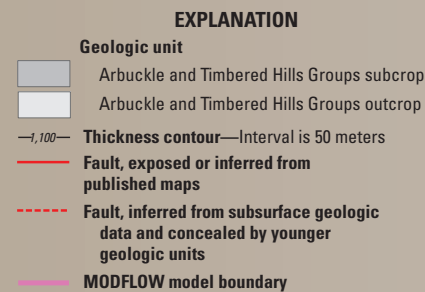 EXPLANATION
Geologic unit
Arbuckle and Timbered Hills Groups subcrop
Arbuckle and Timbered Hills Groups outcrop
—1,100— Thickness contour—Interval is 50 meters
Fault, exposed or inferred from
published maps
Fault, inferred from subsurface geologic
data and concealed by younger
geologic units
MODFLOW model boundary